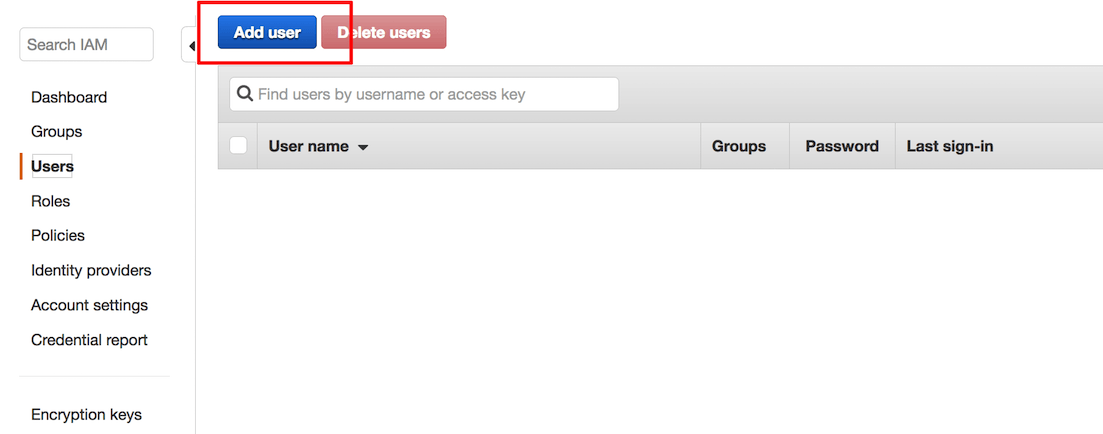 Search IAM
Dashboard
Groups
Users
Roles
Policies
Identity providers
Account settings
Credential report
Encryption keys
Add user Delete users
Find users by username or access key
User name Groups Password Last sign-in